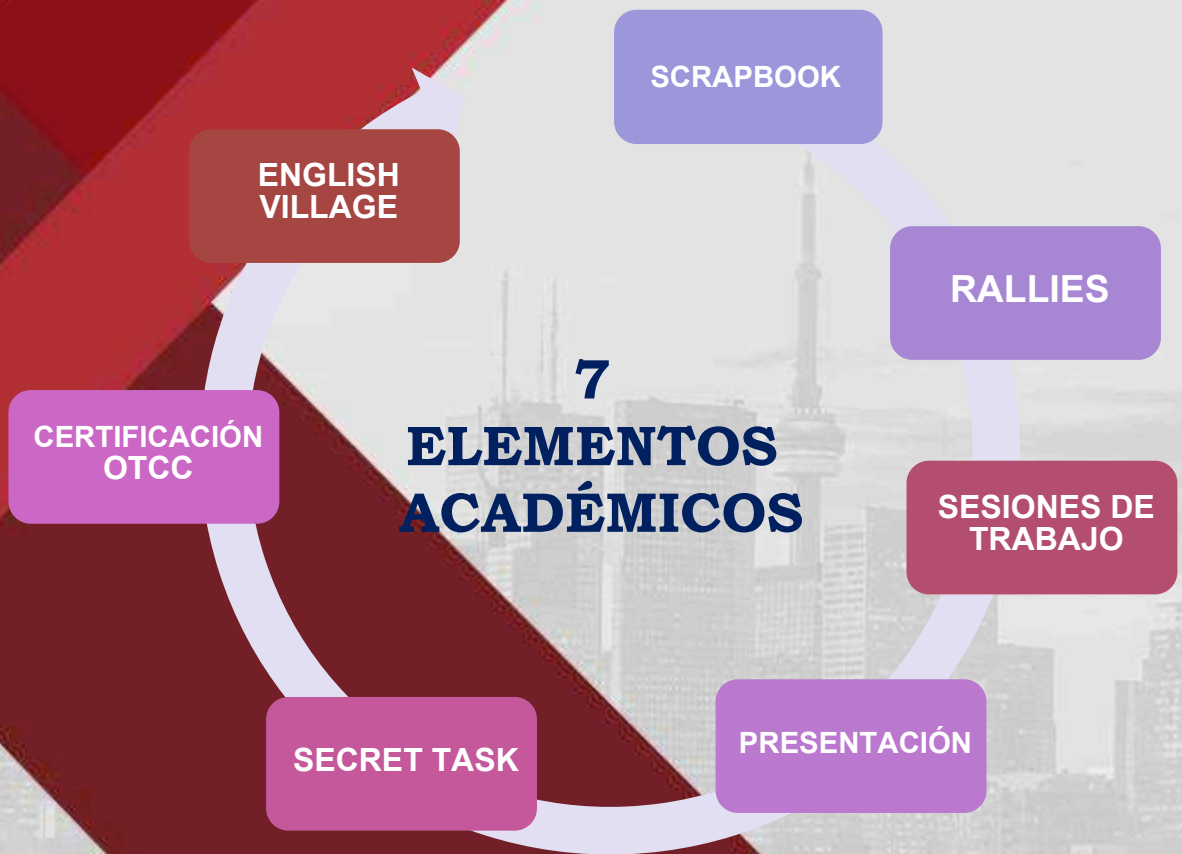 7
ELEMENTOS
ACADÉMICOS
SCRAPBOOK
RALLIES
SESIONES DE
TRABAJO
PRESENTACIÓN
SECRET TASK
CERTIFICACIÓN
OTCC
ENGLISH
VILLAGE